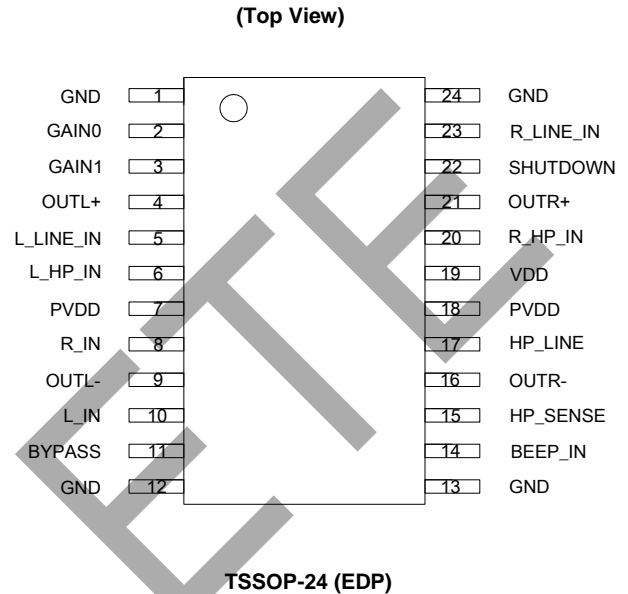 (Top View)
GND 1 24 GND
GAIN0 2 23 R_LINE_IN
GAIN1 3 22 SHUTDOWN
OUTL+ 4 21 OUTR+
L_LINE_IN 5 20 R_HP_IN
L_HP_IN 6 19 VDD
PVDD 7 18 PVDD
R_IN 8 17 HP_LINE
OUTL- 9 16 OUTR-
L_IN 10 15 HP_SENSE
BYPASS 11 14 BEEP_IN
GND 12 13 GND
ETE
TSSOP-24 (EDP)